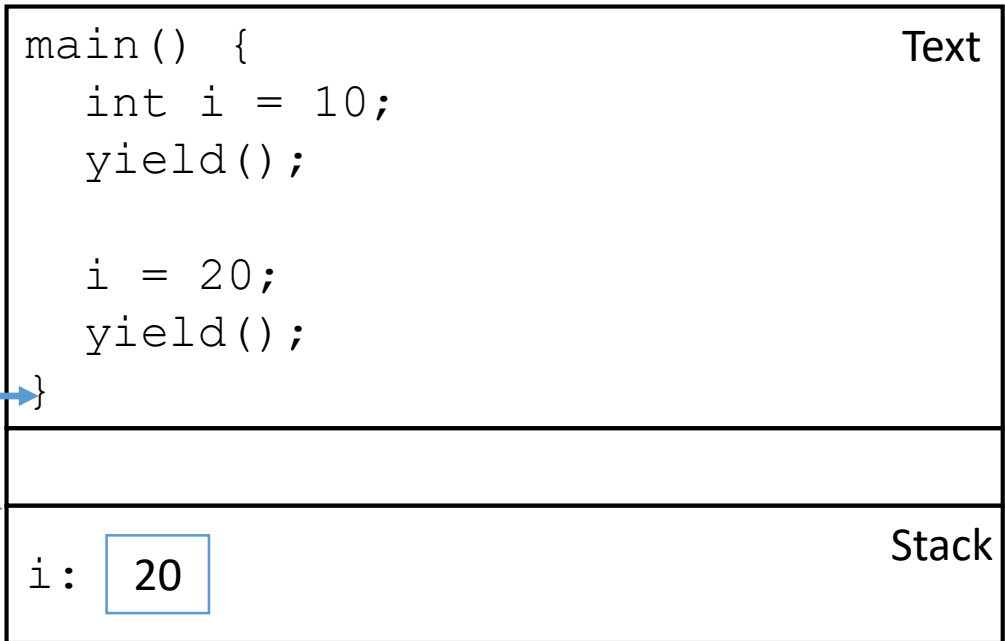 main() {
Text
int i = 10;
yield();
i = 20;
yield();
}
Stack
i: 20